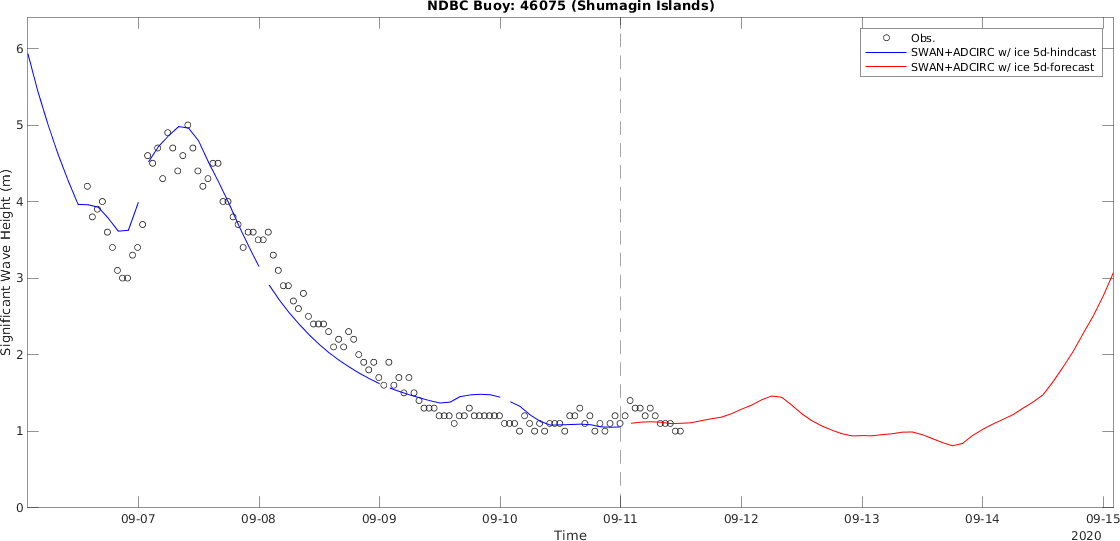 NDBC Buoy: 46075 (Shumagin Islands)
Obs.
SWAN+ADCIRC w/ ice 5d-hindcast
SWAN+ADCIRC w/ ice 5d-forecast
Significant Wave Height (m)
6
5
4
3
2
1
0
09-07 09-08 09-09 09-10 09-11 09-12 09-13 09-14 09-15
Time
2020